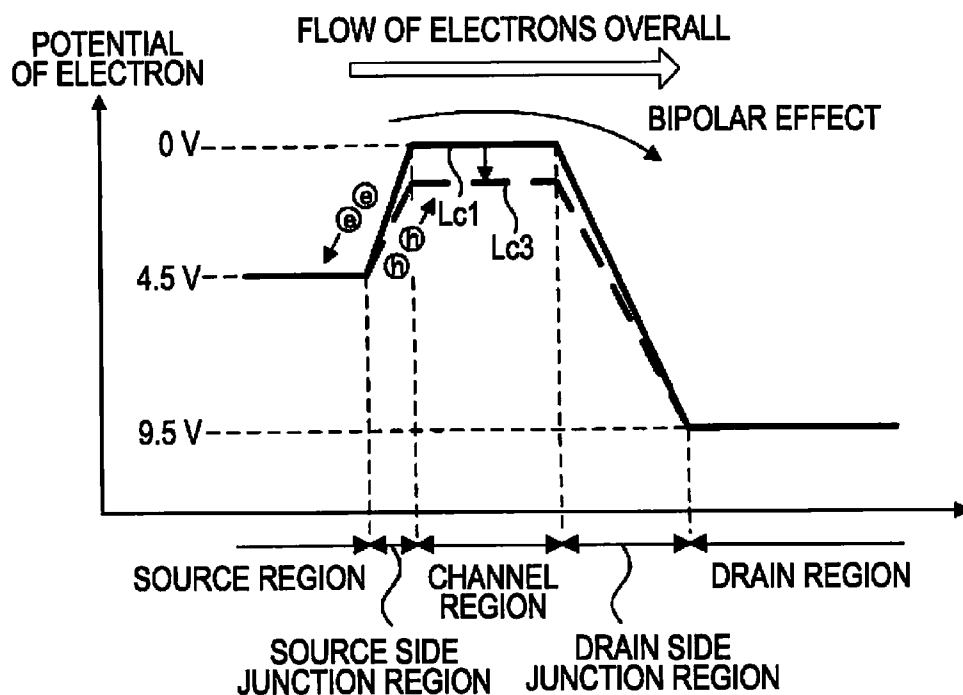 FLOW OF ELECTRONS OVERALL
POTENTIAL
OF ELECTRON
BIPOLAR EFFECT
0 V
e e
Lc1
Lc3
h h
4.5 V
9.5 V
SOURCE REGION
CHANNEL
REGION
DRAIN REGION
SOURCE SIDE
JUNCTION REGION
DRAIN SIDE
JUNCTION REGION